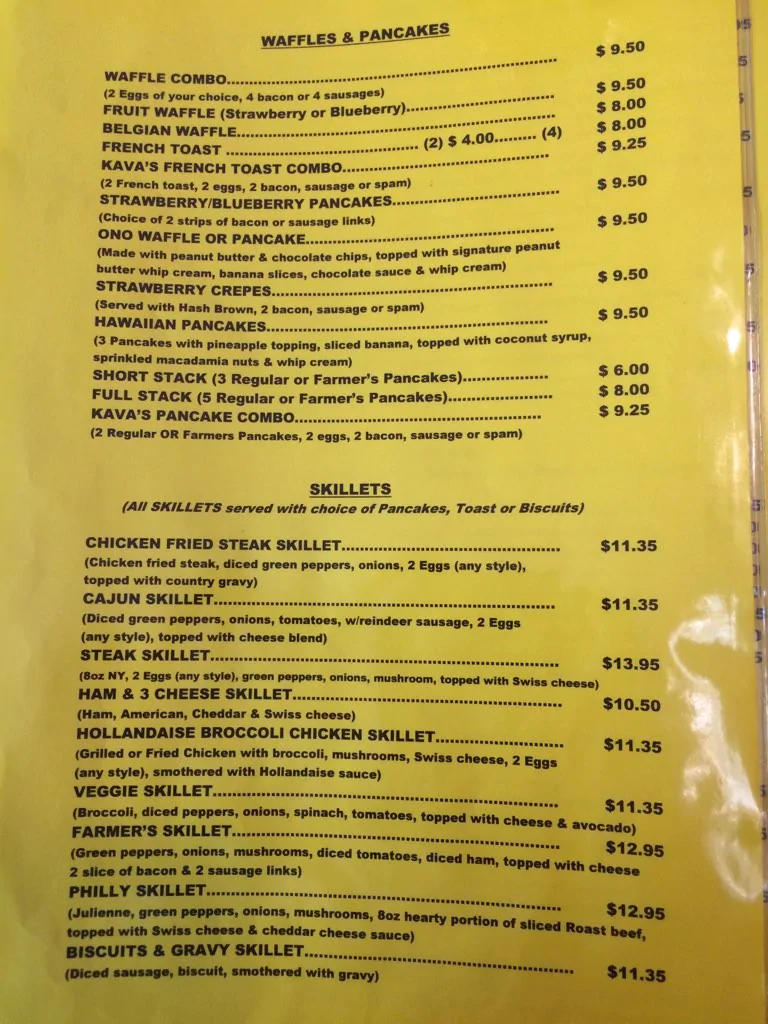 WAFFLES & PANCAKES
WAFFLE COMBO................................................................ $ 9.50
(2 Eggs of your choice, 4 bacon or 4 sausages)
FRUIT WAFFLE (Strawberry or Blueberry)............................ $ 9.50
BELGIAN WAFFLE............................................................ $ 8.00
FRENCH TOAST ..................................... (2) $ 4.00......... (4) $ 8.00
KAVA'S FRENCH TOAST COMBO....................................... $ 9.25
(2 French toast, 2 eggs, 2 bacon, sausage or spam)
STRAWBERRY/BLUEBERRY PANCAKES.............................. $ 9.50
(Choice of 2 strips of bacon or sausage links)
ONO WAFFLE OR PANCAKE.............................................. $ 9.50
(Made with peanut butter & chocolate chips, topped with signature peanut
butter whip cream, banana slices, chocolate sauce & whip cream)
STRAWBERRY CREPES..................................................... $ 9.50
(Served with Hash Brown, 2 bacon, sausage or spam)
HAWAIIAN PANCAKES...................................................... $ 9.50
(3 Pancakes with pineapple topping, sliced banana, topped with coconut syrup,
sprinkled macadamia nuts & whip cream)
SHORT STACK (3 Regular or Farmer's Pancakes)................ $ 6.00
FULL STACK (5 Regular or Farmer's Pancakes).................... $ 8.00
KAVA'S PANCAKE COMBO............................................... $ 9.25
(2 Regular OR Farmers Pancakes, 2 eggs, 2 bacon, sausage or spam)
SKILLETS
(All SKILLETS served with choice of Pancakes, Toast or Biscuits)
CHICKEN FRIED STEAK SKILLET.......................................... $11.35
(Chicken fried steak, diced green peppers, onions, 2 Eggs (any style),
topped with country gravy)
CAJUN SKILLET................................................................. $11.35
(Diced green peppers, onions, tomatoes, w/reindeer sausage, 2 Eggs
(any style), topped with cheese blend)
STEAK SKILLET.................................................................. $13.95
(8oz NY, 2 Eggs (any style), green peppers, onions, mushroom, topped with Swiss cheese)
HAM & 3 CHEESE SKILLET.................................................... $10.50
(Ham, American, Cheddar & Swiss cheese)
HOLLANDAISE BROCCOLI CHICKEN SKILLET........................ $11.35
(Grilled or Fried Chicken with broccoli, mushrooms, Swiss cheese, 2 Eggs
(any style), smothered with Hollandaise sauce)
VEGGIE SKILLET................................................................. $11.35
(Broccoli, diced peppers, onions, spinach, tomatoes, topped with cheese & avocado)
FARMER'S SKILLET.............................................................. $12.95
(Green peppers, onions, mushrooms, diced tomatoes, diced ham, topped with cheese
2 slice of bacon & 2 sausage links)
PHILLY SKILLET.................................................................. $12.95
(Julienne, green peppers, onions, mushrooms, 8oz hearty portion of sliced Roast beef,
topped with Swiss cheese & cheddar cheese sauce)
BISCUITS & GRAVY SKILLET................................................... $11.35
(Diced sausage, biscuit, smothered with gravy)